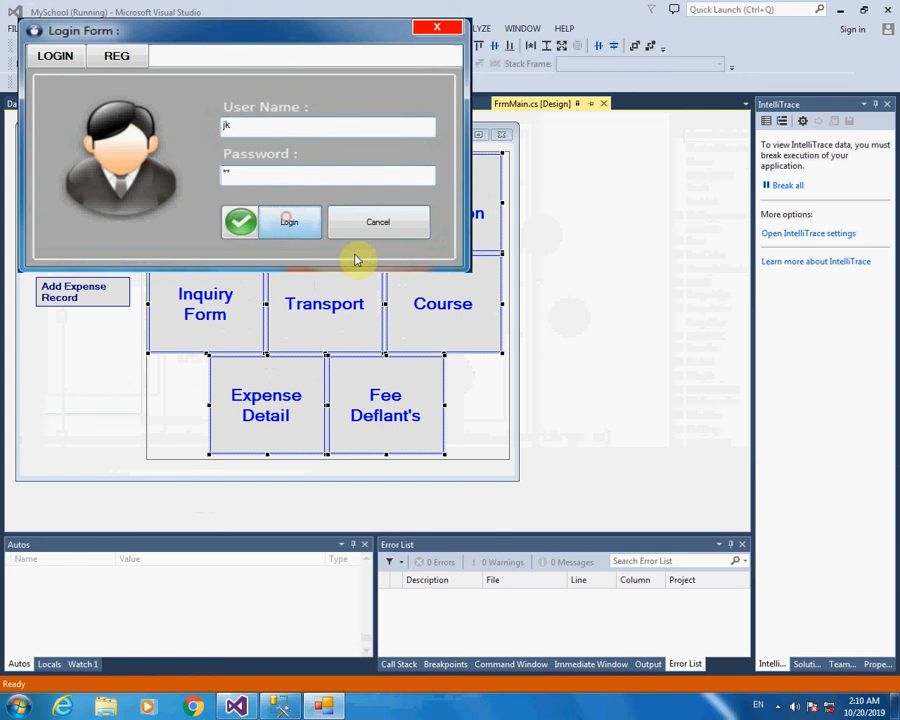 MySchool (Running) - Microsoft Visual Studio
Quick Launch (Ctrl+Q)
WINDOW
HELP
Sign in
Login Form :
X
LOGIN
REG
Stack Frame:
User Name :
jk
Password :
**
Login
Cancel
FrmMain.cs [Design]
Add Expense
Record
Inquiry
Form
Transport
Course
Expense
Detail
Fee
Deflant's
IntelliTrace
To view IntelliTrace data, you must
break execution of your
application.
Break all
More options:
Open IntelliTrace settings
Learn more about IntelliTrace
Autos
Name
Value
Type
Error List
0 Errors
0 Warnings
0 Messages
Search Error List
Description
File
Line
Column
Project
Autos
Locals
Watch 1
Call Stack
Breakpoints
Command Window
Immediate Window
Output
Error List
Intelli...
Soluti...
Team...
Prope...
Ready
EN
2:10 AM
10/20/2019